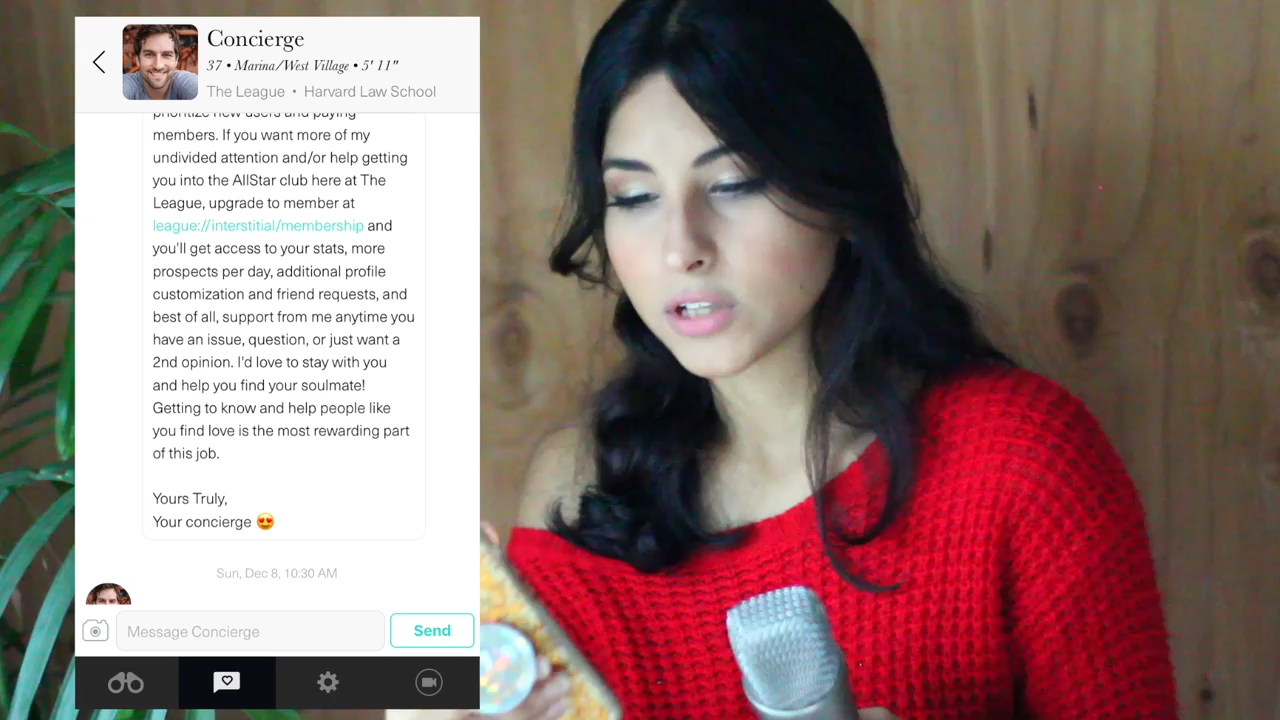 Concierge
37 • Marina/West Village • 5' 11"
The League • Harvard Law School
prioritize new users and paying
members. If you want more of my
undivided attention and/or help getting
you into the AllStar club here at The
League, upgrade to member at
league://interstitial/membership and
you'll get access to your stats, more
prospects per day, additional profile
customization and friend requests, and
best of all, support from me anytime you
have an issue, question, or just want a
2nd opinion. I'd love to stay with you
and help you find your soulmate!
Getting to know and help people like
you find love is the most rewarding part
of this job.
Yours Truly,
Your concierge 😍
Sun, Dec 8, 10:30 AM
Message Concierge
Send